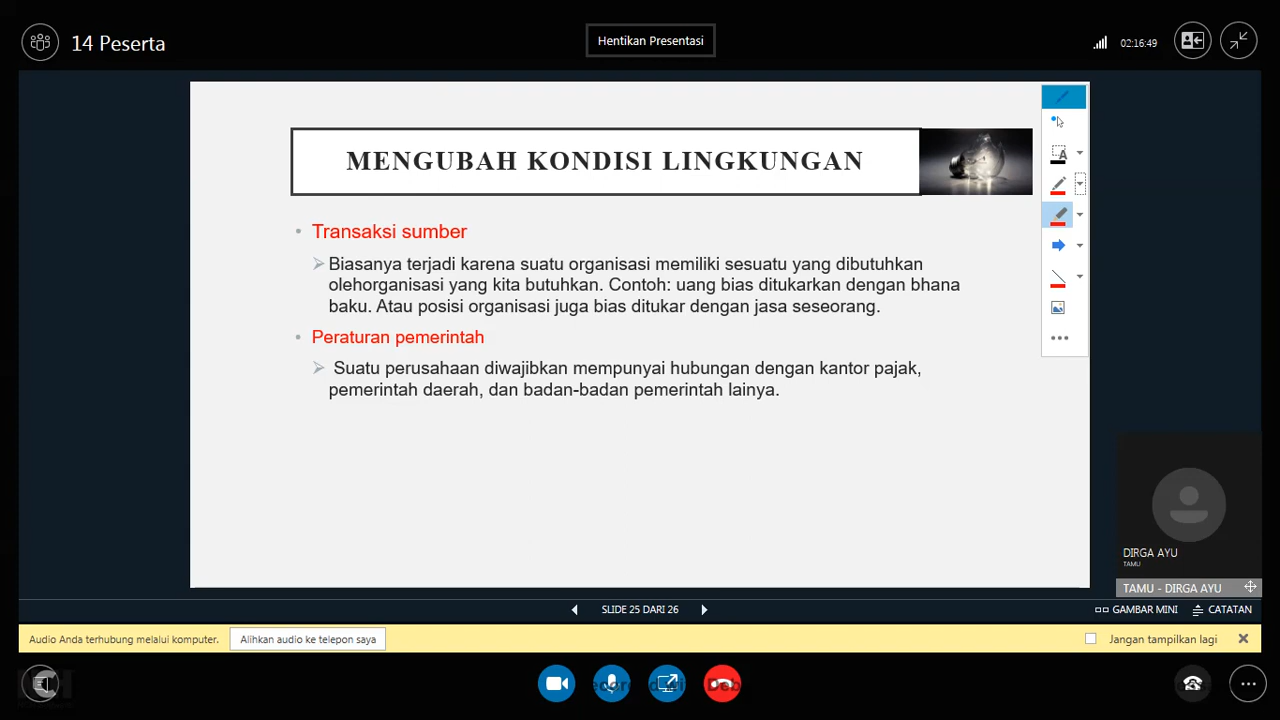 14 Peserta
Hentikan Presentasi
02:16:49
MENGUBAH KONDISI LINGKUNGAN
• Transaksi sumber
Biasanya terjadi karena suatu organisasi memiliki sesuatu yang dibutuhkan
olehorganisasi yang kita butuhkan. Contoh: uang bias ditukarkan dengan bhana
baku. Atau posisi organisasi juga bias ditukar dengan jasa seseorang.
• Peraturan pemerintah
Suatu perusahaan diwajibkan mempunyai hubungan dengan kantor pajak,
pemerintah daerah, dan badan-badan pemerintah lainya.
DIRGA AYU
TAMU
TAMU - DIRGA AYU
SLIDE 25 DARI 26
GAMBAR MINI
CATATAN
Audio Anda terhubung melalui komputer.
Alihkan audio ke telepon saya
Jangan tampilkan lagi